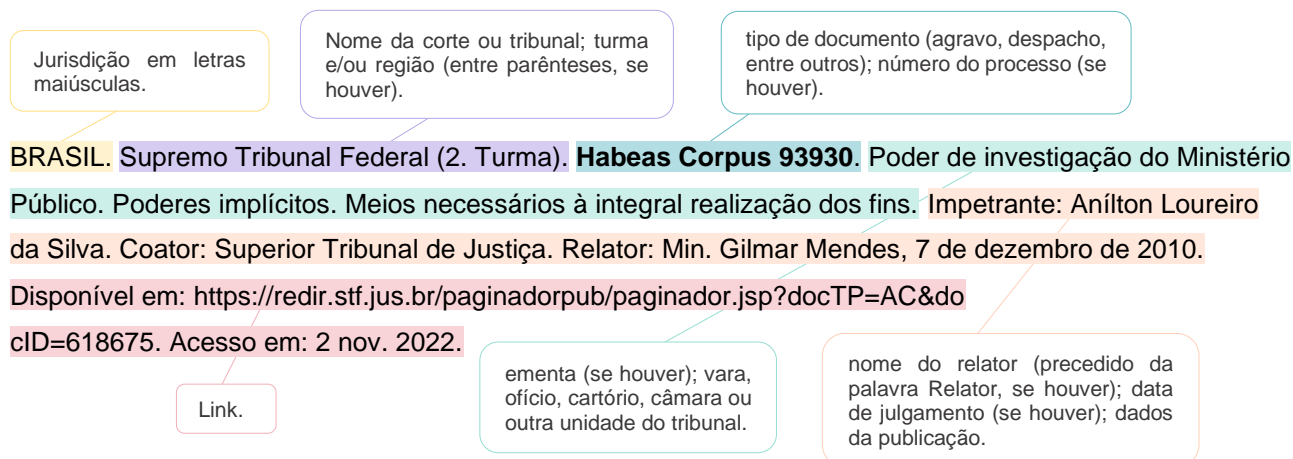 Jurisdição em letras
maiúsculas.
Nome da corte ou tribunal; turma
e/ou região (entre parênteses, se
houver).
tipo de documento (agravo, despacho,
entre outros); número do processo (se
houver).
BRASIL. Supremo Tribunal Federal (2. Turma). Habeas Corpus 93930. Poder de investigação do Ministério
Público. Poderes implícitos. Meios necessários à integral realização dos fins. Impetrante: Anílton Loureiro
da Silva. Coator: Superior Tribunal de Justiça. Relator: Min. Gilmar Mendes, 7 de dezembro de 2010.
Disponível em: https://redir.stf.jus.br/paginadorpub/paginador.jsp?docTP=AC&do
cID=618675. Acesso em: 2 nov. 2022.
Link.
ementa (se houver); vara,
ofício, cartório, câmara ou
outra unidade do tribunal.
nome do relator (precedido da
palavra Relator, se houver); data
de julgamento (se houver); dados
da publicação.